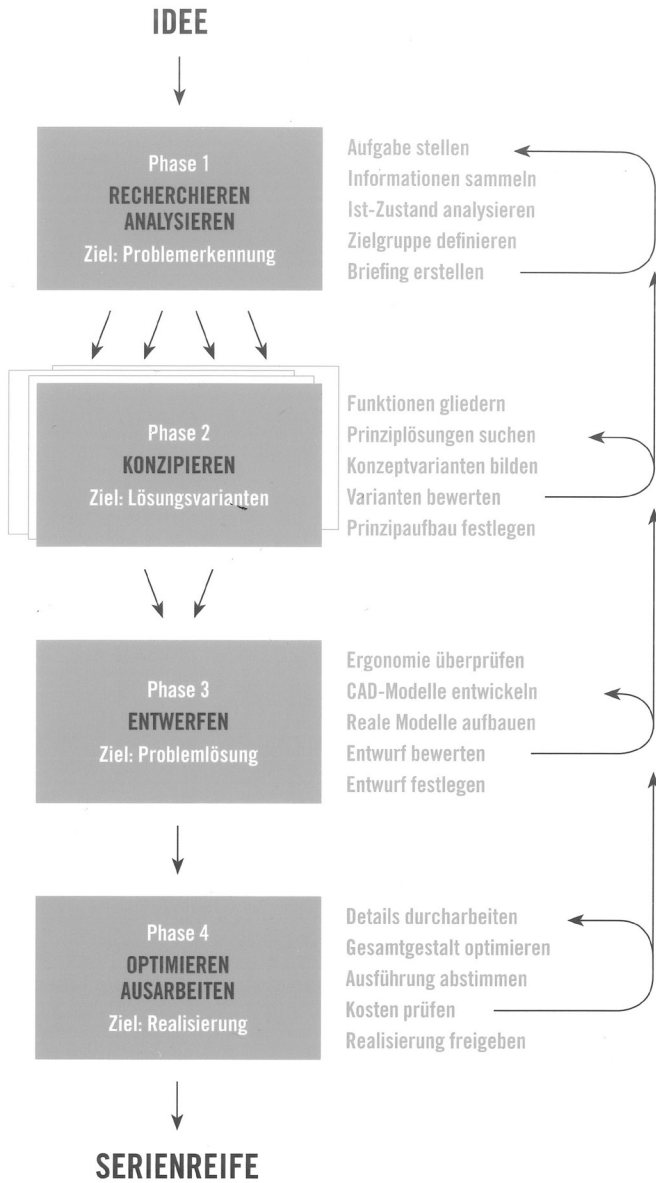 IDEE
Phase 1
RECHERCHIEREN
ANALYSIEREN
Ziel: Problemerkennung
Aufgabe stellen
Informationen sammeln
Ist-Zustand analysieren
Zielgruppe definieren
Briefing erstellen
Phase 2
KONZIPIEREN
Ziel: Lösungsvarianten
Funktionen gliedern
Prinziplösungen suchen
Konzeptvarianten bilden
Varianten bewerten
Prinzipaufbau festlegen
Phase 3
ENTWERFEN
Ziel: Problemlösung
Ergonomie überprüfen
CAD-Modelle entwickeln
Reale Modelle aufbauen
Entwurf bewerten
Entwurf festlegen
Phase 4
OPTIMIEREN
AUSARBEITEN
Ziel: Realisierung
Details durcharbeiten
Gesamtgestalt optimieren
Ausführung abstimmen
Kosten prüfen
Realisierung freigeben
SERIENREIFE